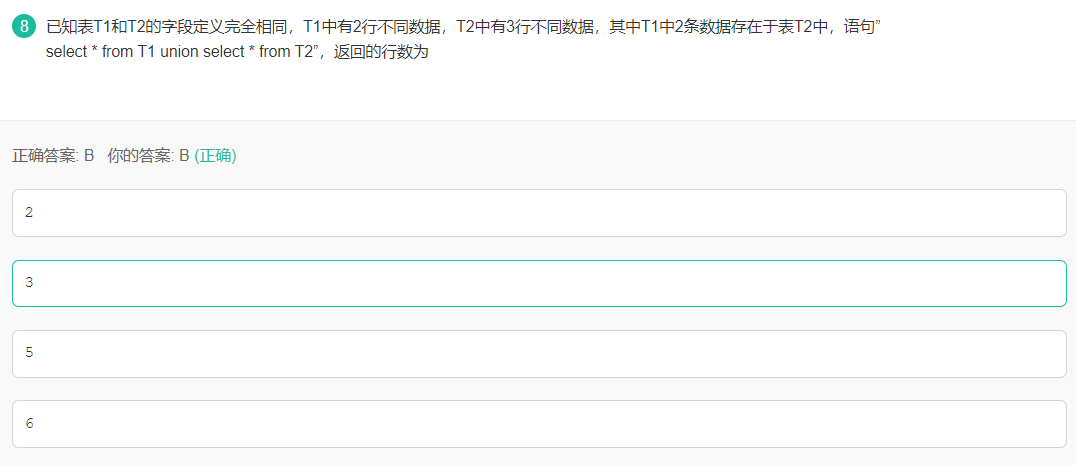 8 已知表T1和T2的字段定义完全相同，T1中有2行不同数据，T2中有3行不同数据，其中T1中2条数据存在于表T2中，语句”
select * from T1 union select * from T2”，返回的行数为
正确答案: B 你的答案: B (正确)
2
3
5
6